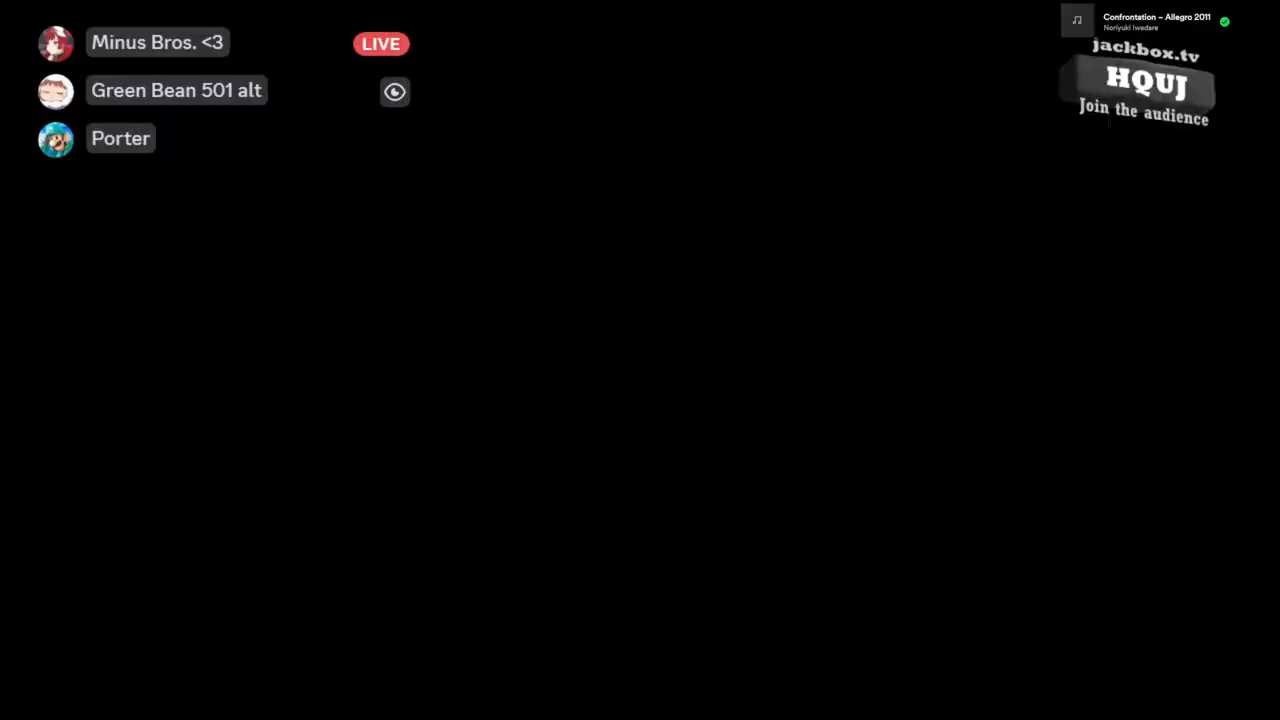 Minus Bros. <3
LIVE
Green Bean 501 alt
Porter
Confrontation ~ Allegro 2011
Noriyuki Iwadare
jackbox.tv
HQUJ
Join the audience